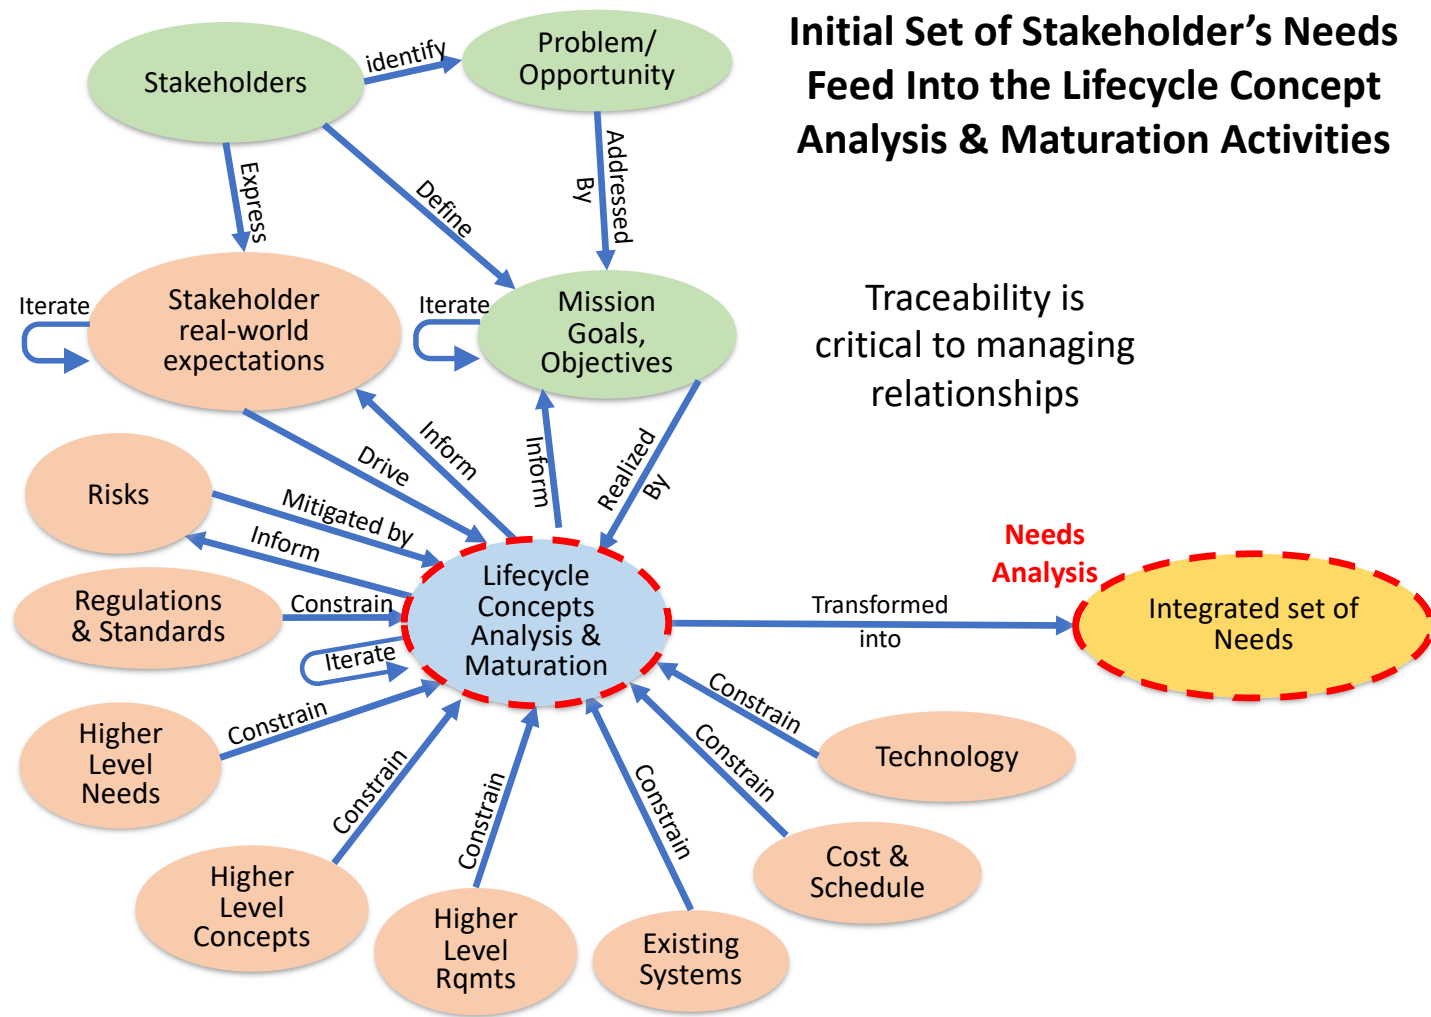 Initial Set of Stakeholder's Needs
Feed Into the Lifecycle Concept
Analysis & Maturation Activities
Stakeholders
identify
Problem/
Opportunity
Express
Define
Addressed
By
Iterate
Stakeholder
real-world
expectations
Iterate
Mission
Goals,
Objectives
Traceability is
critical to managing
relationships
Drive
Inform
Inform
Realized
By
Risks
Mitigated by
Inform
Needs
Analysis
Regulations
& Standards
Constrain
Iterate
Lifecycle
Concepts
Analysis &
Maturation
Transformed
into
Integrated set of
Needs
Higher
Level
Needs
Constrain
Constrain
Constrain
Constrain
Constrain
Constrain
Technology
Higher
Level
Concepts
Higher
Level
Rqmts
Existing
Systems
Cost &
Schedule